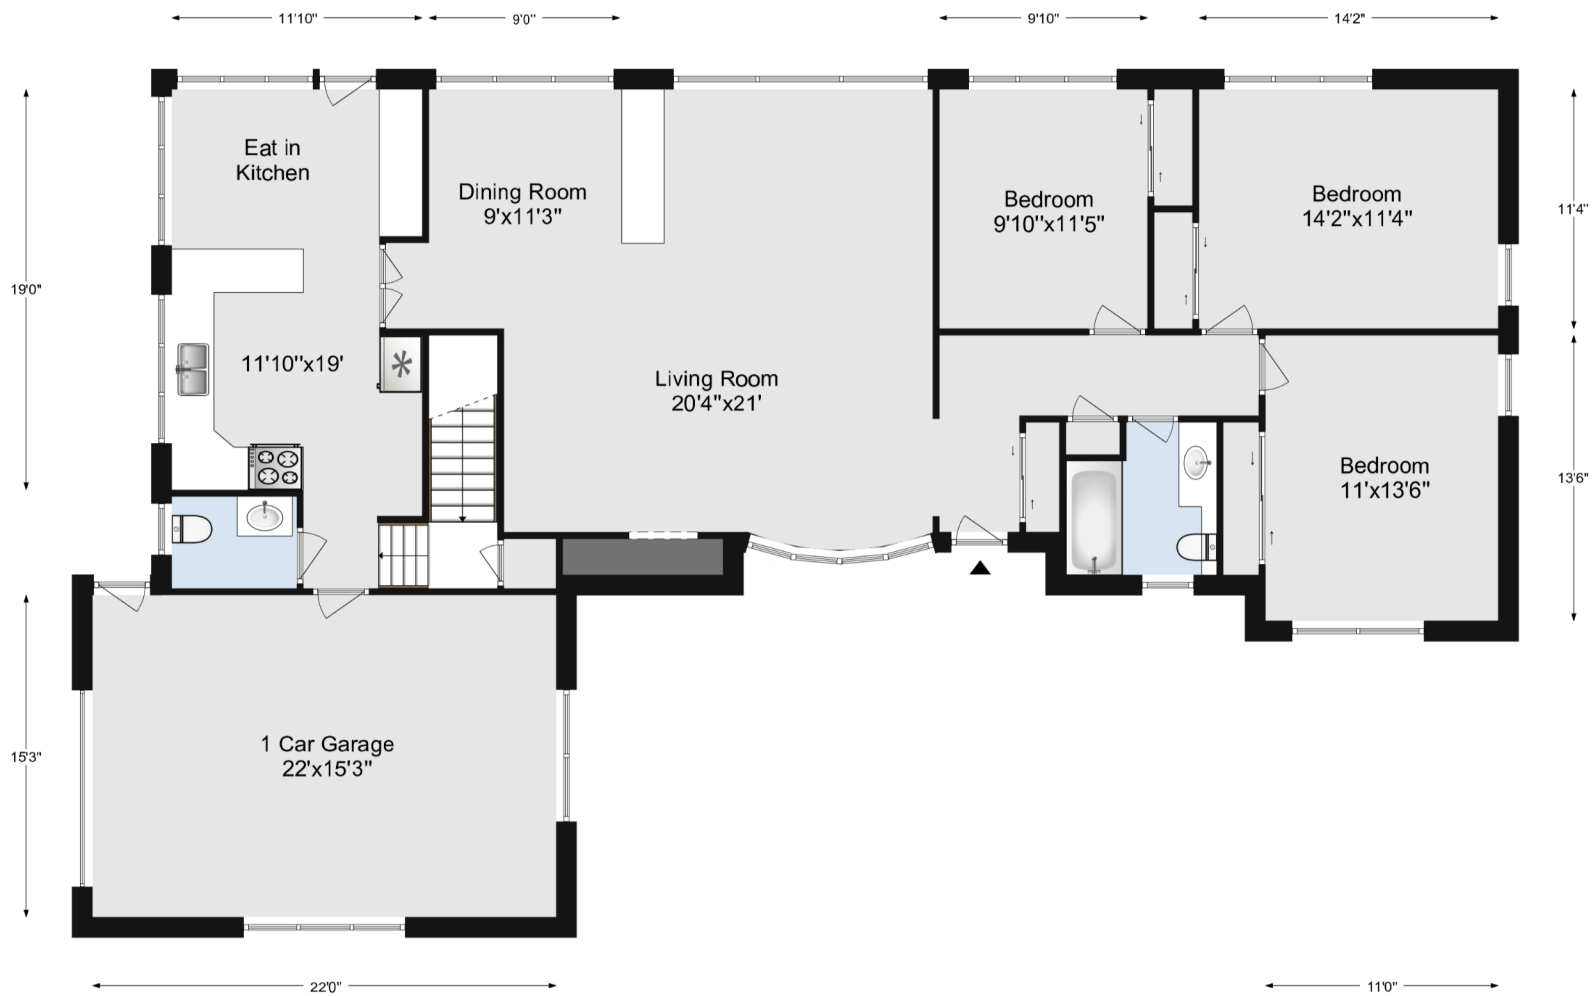 11'10"
9'0"
9'10"
14'2"
Eat in
Kitchen
Dining Room
9'x11'3"
Bedroom
9'10"x11'5"
Bedroom
14'2"x11'4"
11'4"
19'0"
11'10"x19'
Living Room
20'4"x21'
Bedroom
11'x13'6"
13'6"
15'3"
1 Car Garage
22'x15'3"
22'0"
11'0"